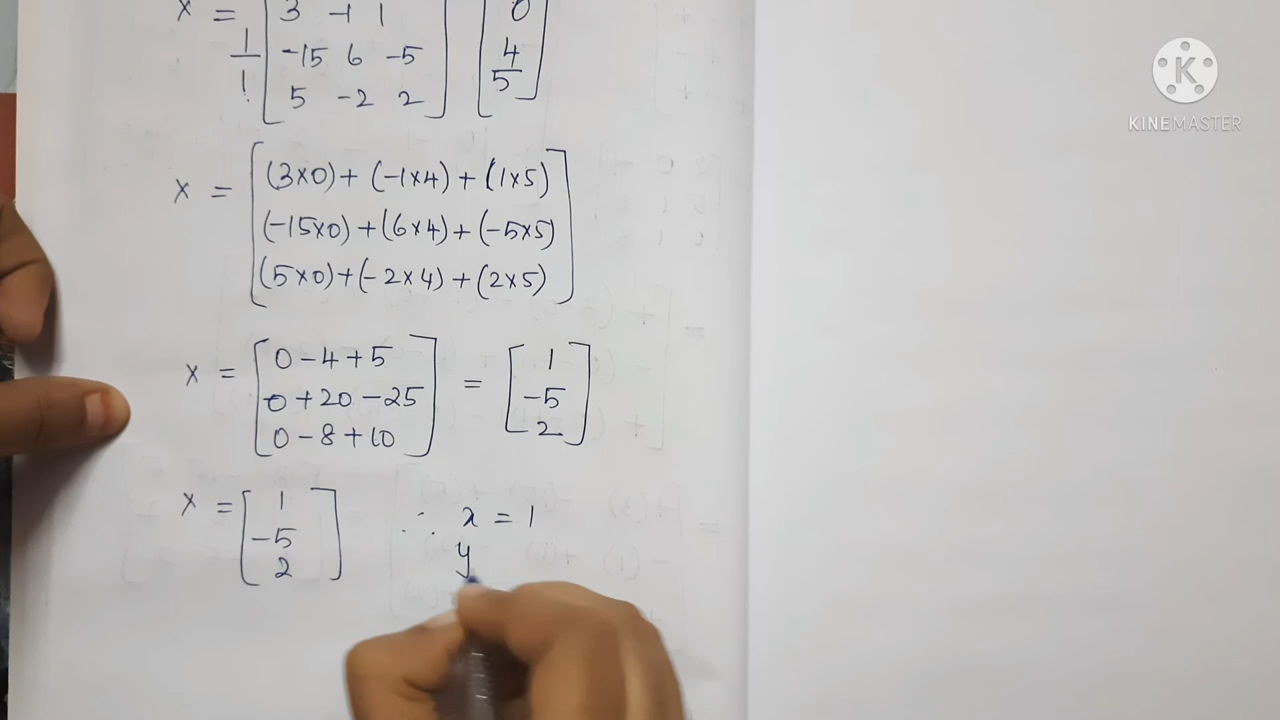 x = 1/1 [3 -1 1] [0]
[-15 6 -5] [4]
[5 -2 2] [5]
KINEMASTER
x = [(3×0)+(-1×4)+(1×5)]
[(-15×0)+(6×4)+(-5×5)]
[(5×0)+(-2×4)+(2×5)]
x = [0-4+5] = [1]
[0+20-25] [-5]
[0-8+10] [2]
x = [1]
[-5]
[2]
∴ x = 1
y